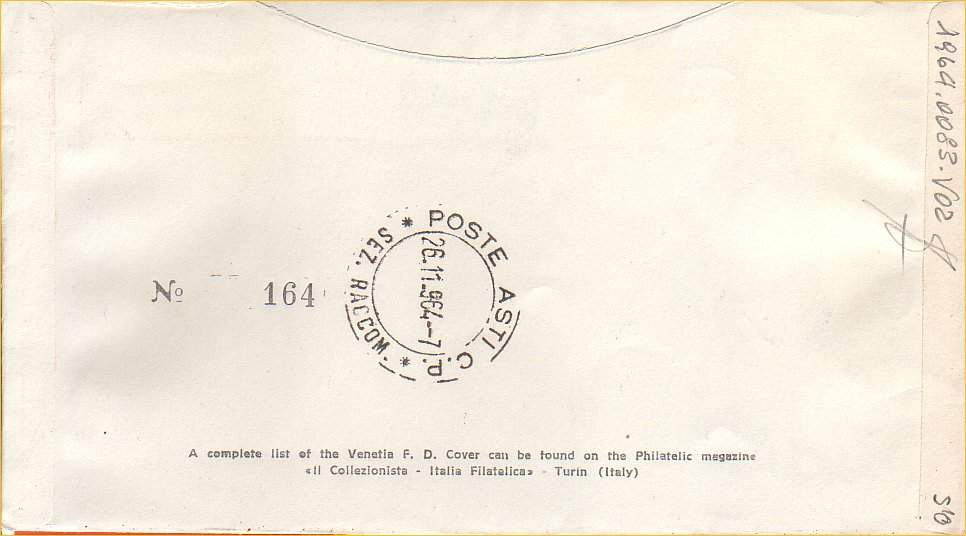 1964.0083.V02
Nº 164
* POSTE ASTI C.P. *
SEZ. RACCOM.
26.11.964-7
A complete list of the Venetia F. D. Cover can be found on the Philatelic magazine
«Il Collezionista - Italia Filatelica» - Turin (Italy)